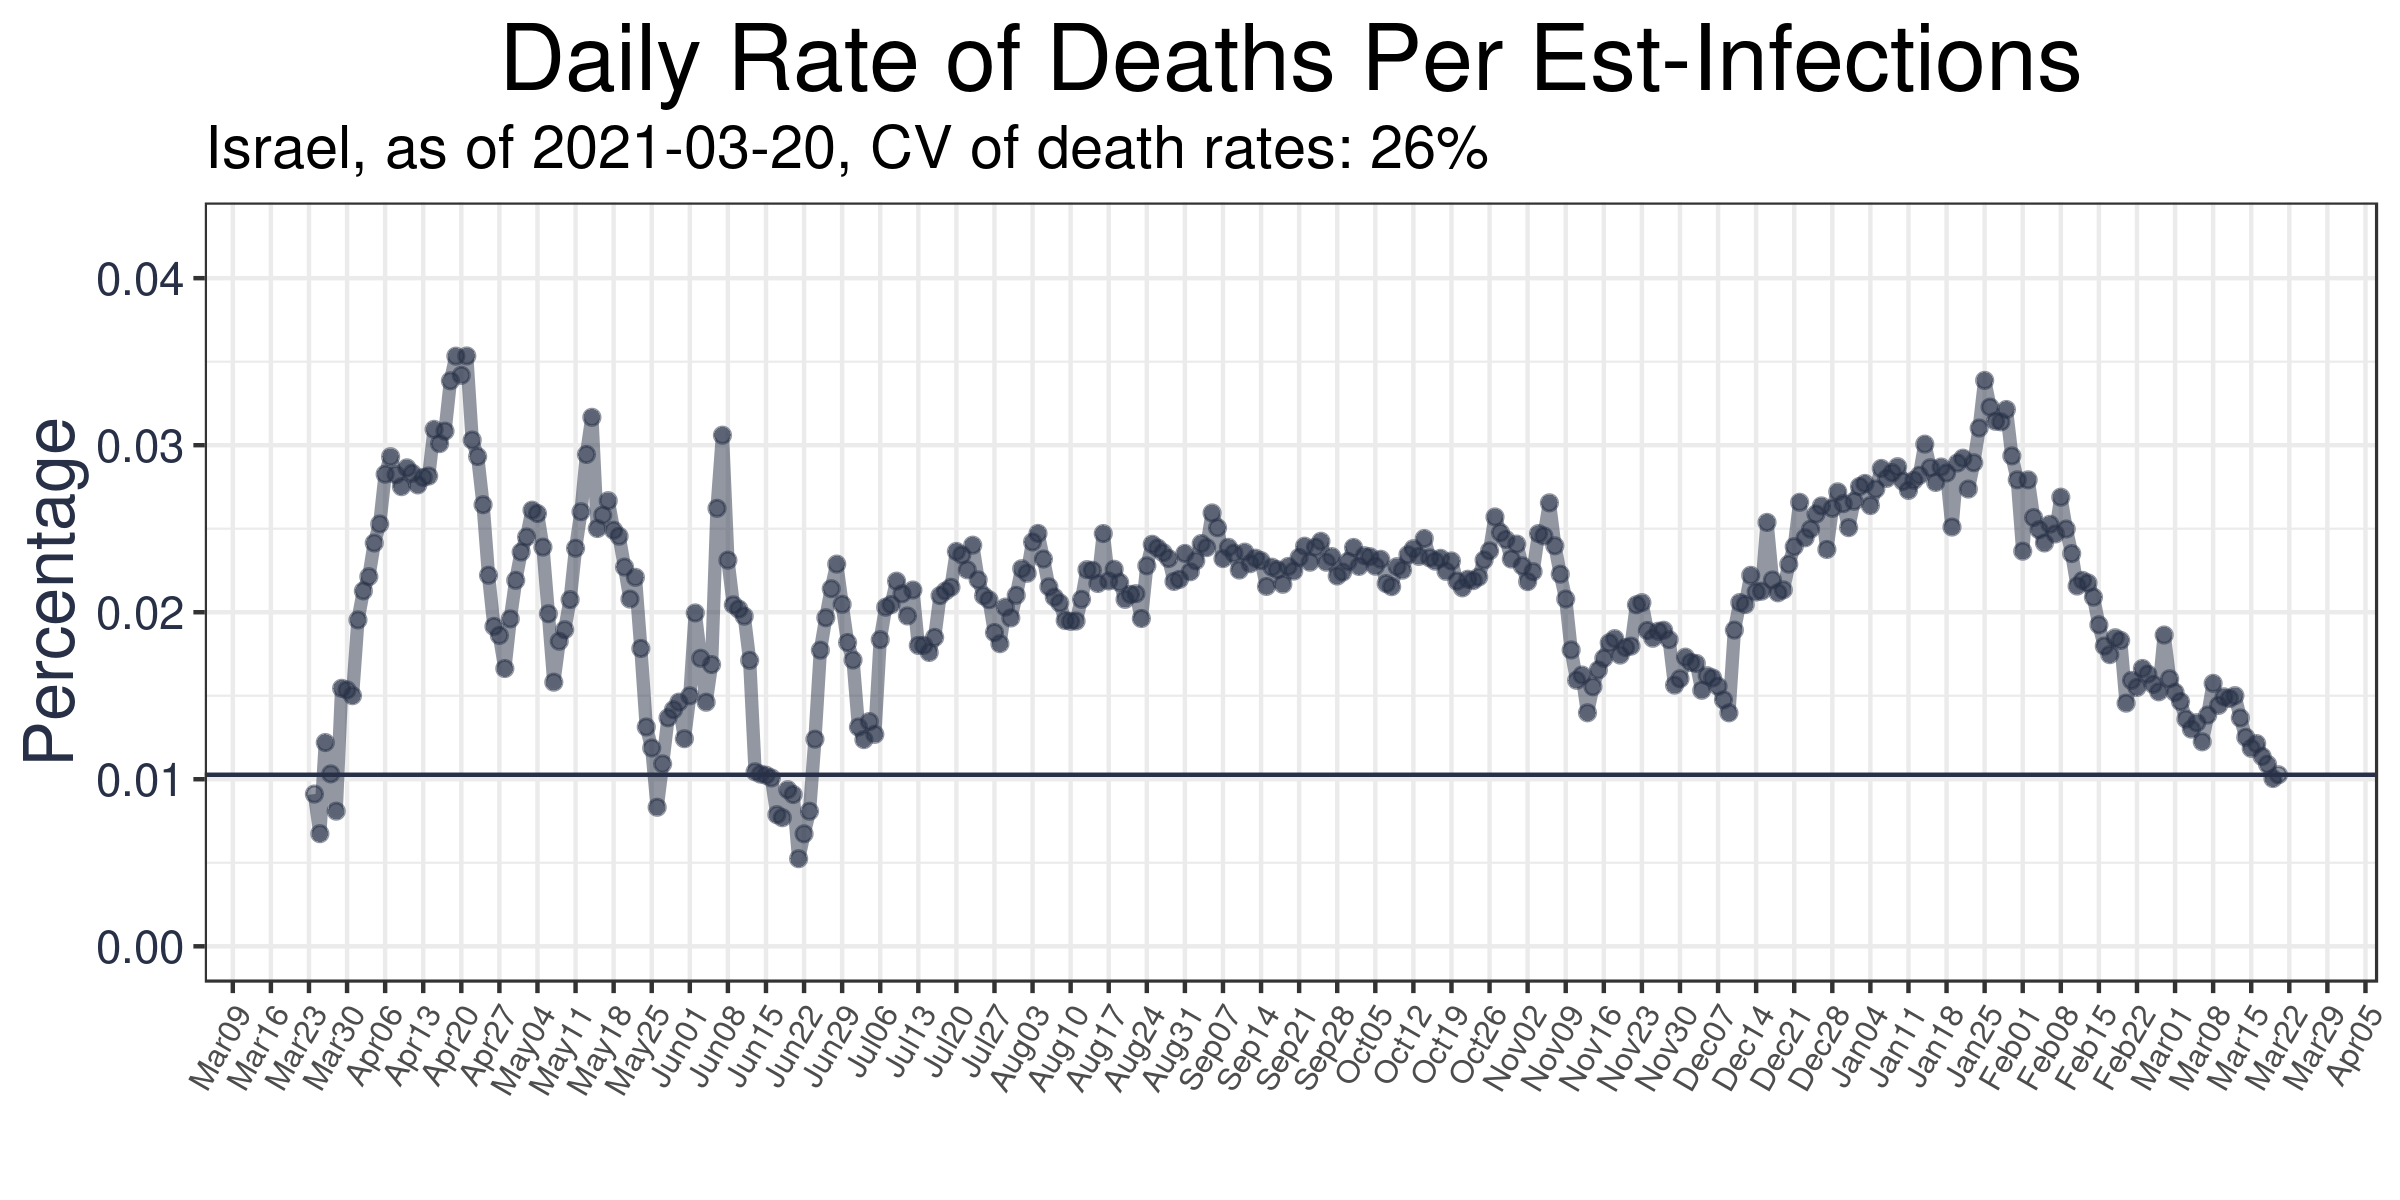 Daily Rate of Deaths Per Est-Infections
Israel, as of 2021-03-20, CV of death rates: 26%
Percentage
0.04
0.03
0.02
0.01
0.00
Mar09
Mar16
Mar23
Mar30
Apr06
Apr13
Apr20
Apr27
May04
May11
May18
May25
Jun01
Jun08
Jun15
Jun22
Jun29
Jul06
Jul13
Jul20
Jul27
Aug03
Aug10
Aug17
Aug24
Aug31
Sep07
Sep14
Sep21
Sep28
Oct05
Oct12
Oct19
Oct26
Nov02
Nov09
Nov16
Nov23
Nov30
Dec07
Dec14
Dec21
Dec28
Jan04
Jan11
Jan18
Jan25
Feb01
Feb08
Feb15
Feb22
Mar01
Mar08
Mar15
Mar22
Mar29
Apr05